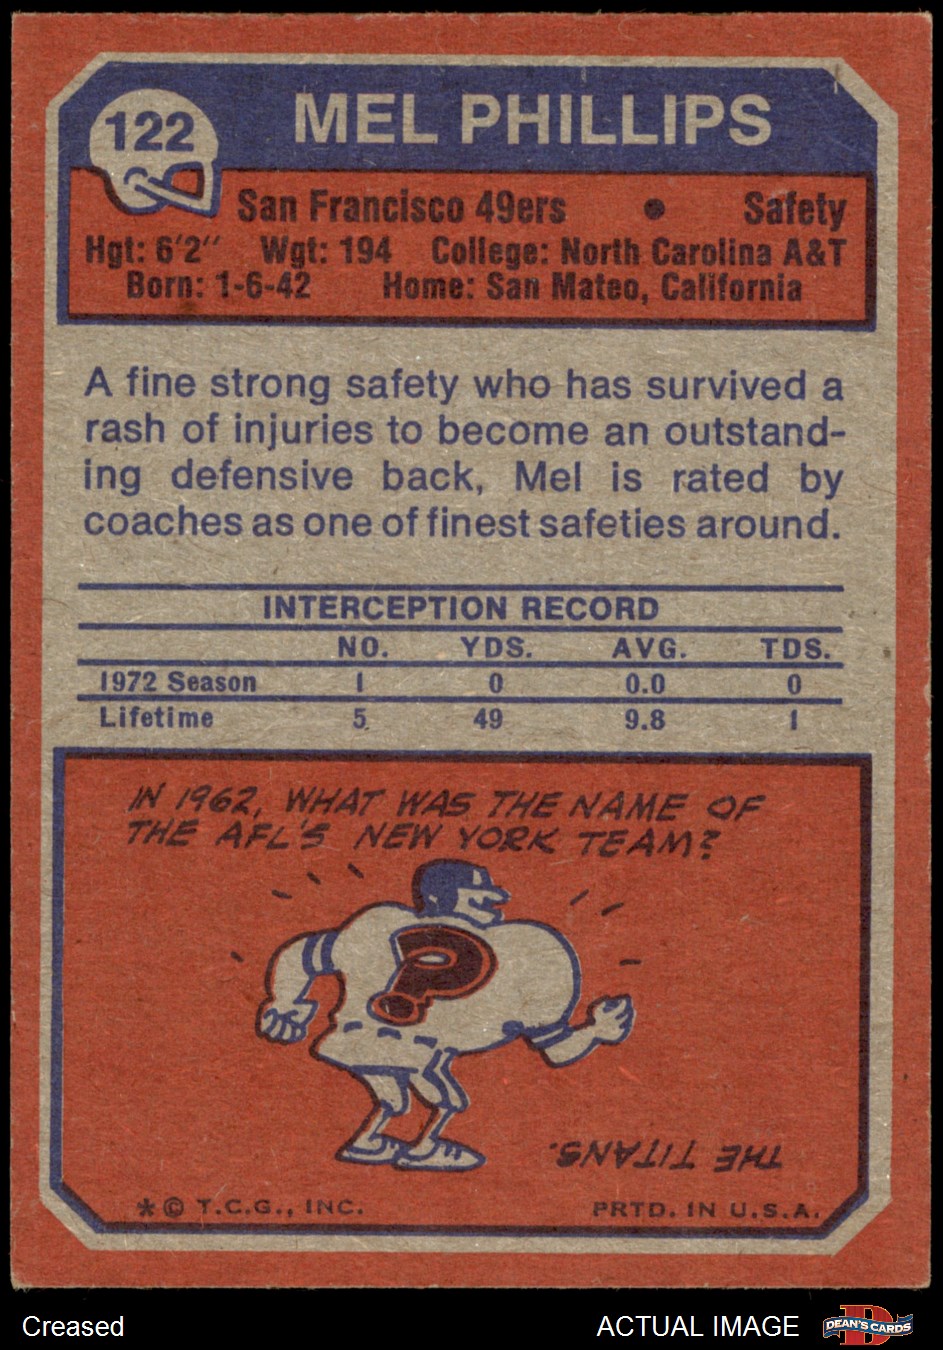 122
MEL PHILLIPS
San Francisco 49ers • Safety
Hgt: 6'2" Wgt: 194 College: North Carolina A&T
Born: 1-6-42 Home: San Mateo, California
A fine strong safety who has survived a
rash of injuries to become an outstand-
ing defensive back, Mel is rated by
coaches as one of finest safeties around.
INTERCEPTION RECORD
NO. YDS. AVG. TDS.
1972 Season 1 0 0.0 0
Lifetime 5 49 9.8 1
IN 1962, WHAT WAS THE NAME OF
THE AFL'S NEW YORK TEAM?
?
THE TITANS.
* © T.C.G., INC. PRTD. IN U.S.A.
Creased ACTUAL IMAGE D DEAN'S CARDS